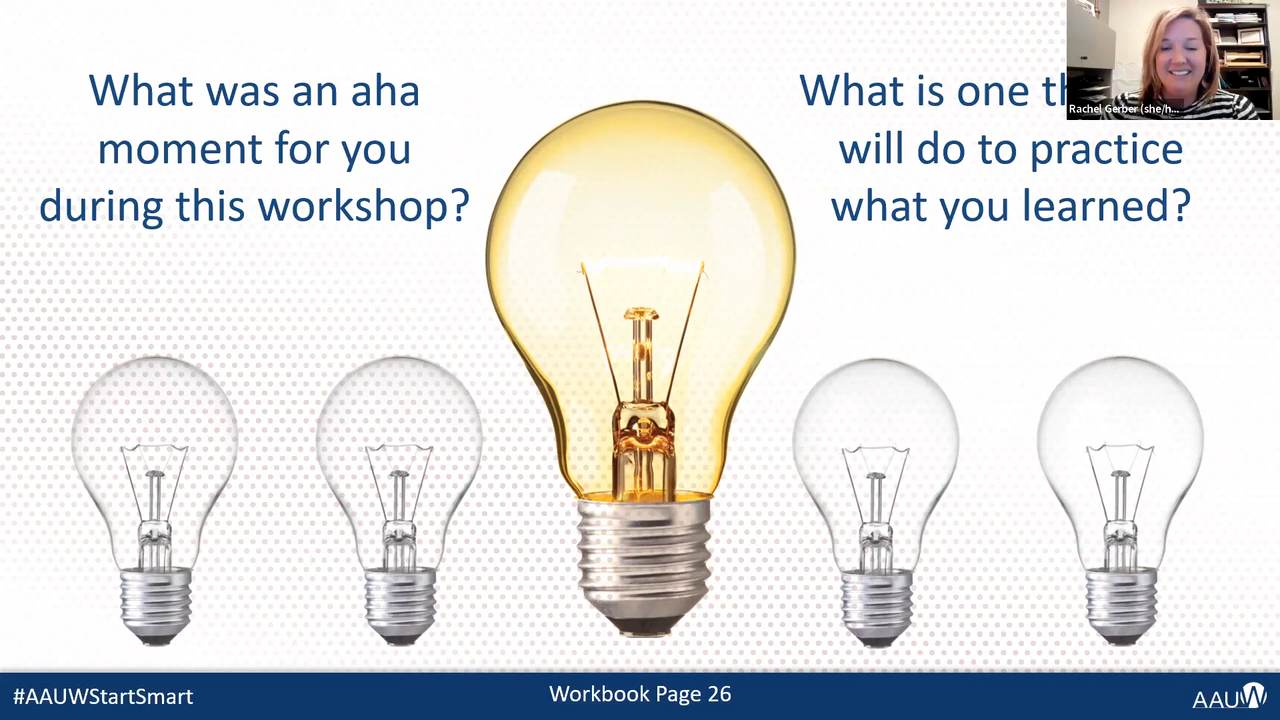 What was an aha
moment for you
during this workshop?
What is one
will do to practice
what you learned?
Rachel Gerber (she/h...
#AAUWStartSmart
Workbook Page 26
AAUW